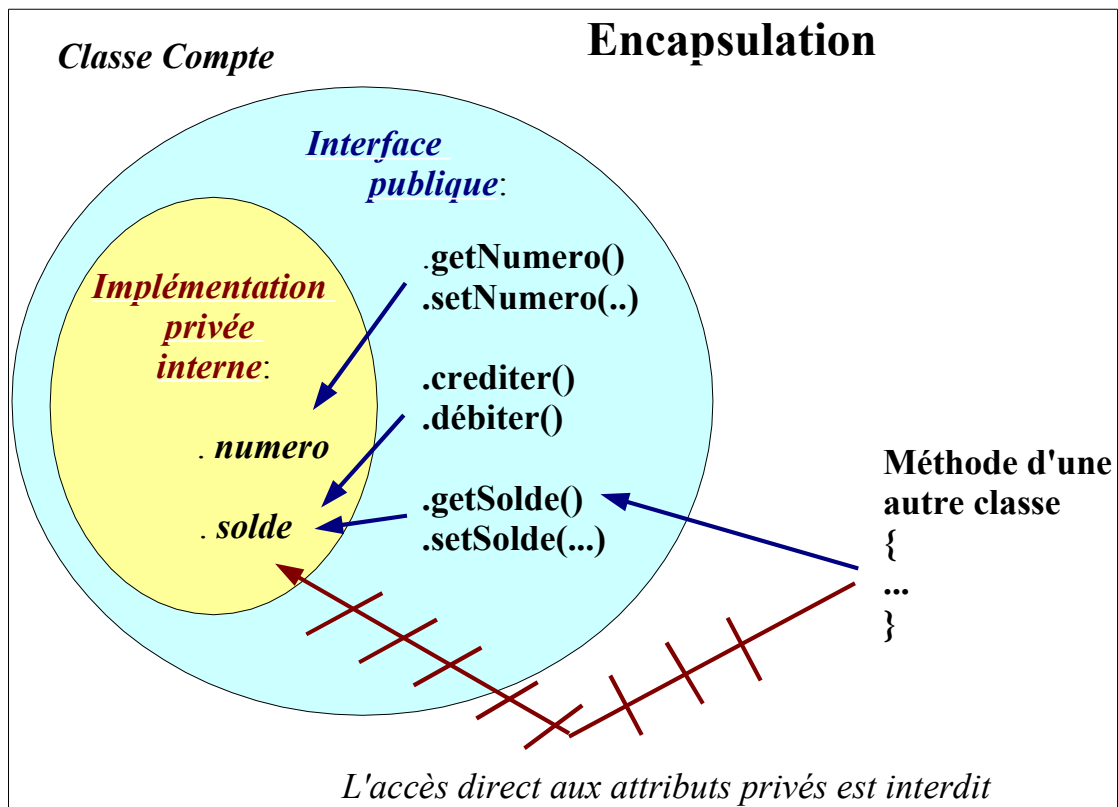 Encapsulation
Classe Compte
Interface
publique:
Implémentation
privée
interne:
. numero
. solde
.getNumero()
.setNumero(..)
.crediter()
.débiter()
.getSolde()
.setSolde(...)
Méthode d'une
autre classe
{
...
}
L'accès direct aux attributs privés est interdit